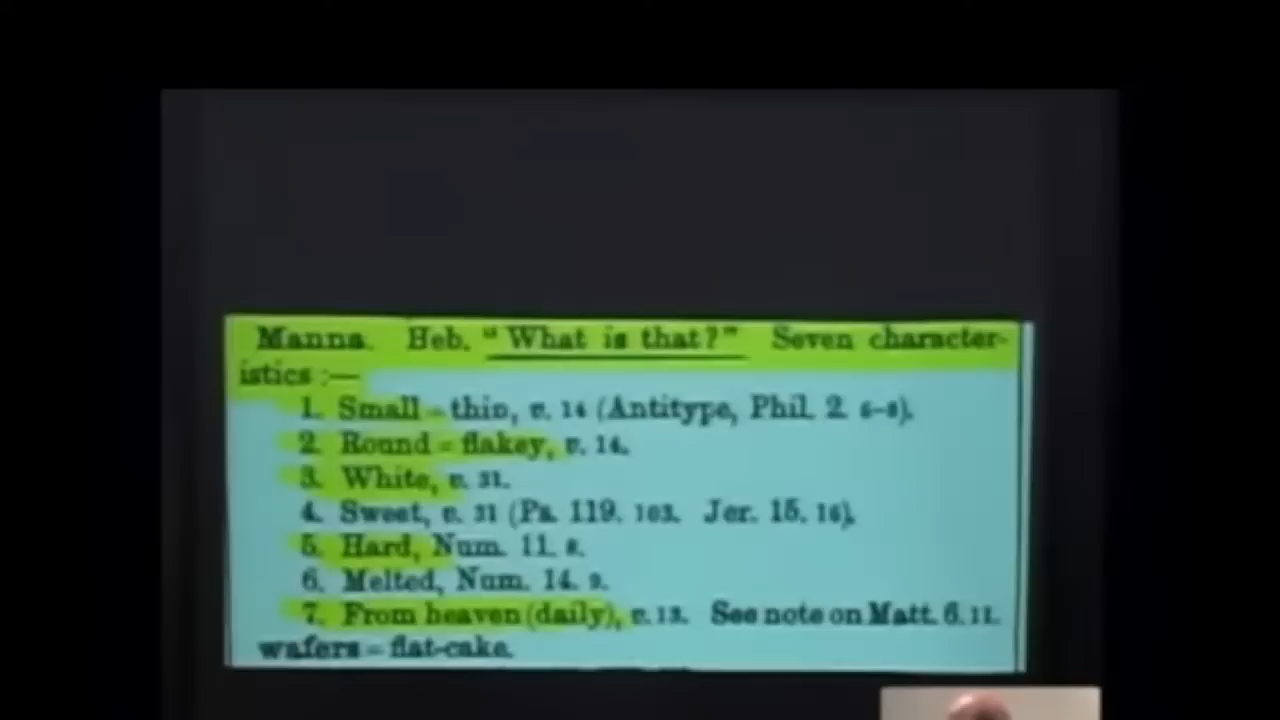 Manna. Heb. "What is that?" Seven character-
istics :—
1. Small = thin, v. 14 (Antitype, Phil. 2. 6–8).
2. Round = flakey, v. 14.
3. White, v. 31.
4. Sweet, v. 31 (Ps. 119. 103. Jer. 15. 16).
5. Hard, Num. 11. 8.
6. Melted, Num. 14. 9.
7. From heaven (daily), v. 13. See note on Matt. 6. 11.
wafers = flat-cake.